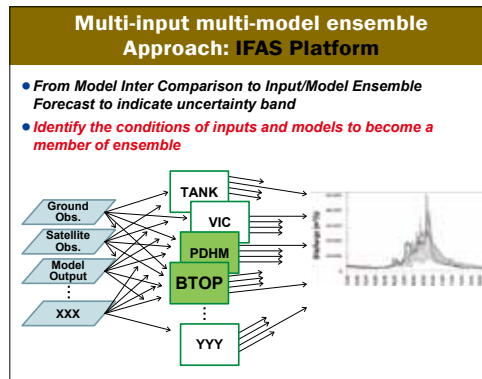 Multi-input multi-model ensemble
Approach: IFAS Platform
From Model Inter Comparison to Input/Model Ensemble
Forecast to indicate uncertainty band
Identify the conditions of inputs and models to become a
member of ensemble
Ground
Obs.
Satellite
Obs.
Model
Output
XXX
TANK
VIC
PDHM
BTOP
YYY